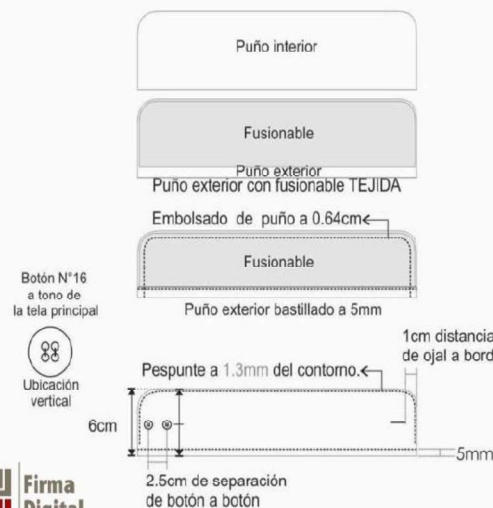 Puño interior
Fusionable
Puño exterior
Puño exterior con fusionable TEJIDA
Embolsado de puño a 0.64cm
Fusionable
Puño exterior bastillado a 5mm
Botón N°16
a tono de
la tela principal
Ubicación
vertical
1cm distancia
de ojal a bord
Pespunte a 1.3mm del contorno.
6cm
5mm
2.5cm de separación
de botón a botón
Firma
Digital